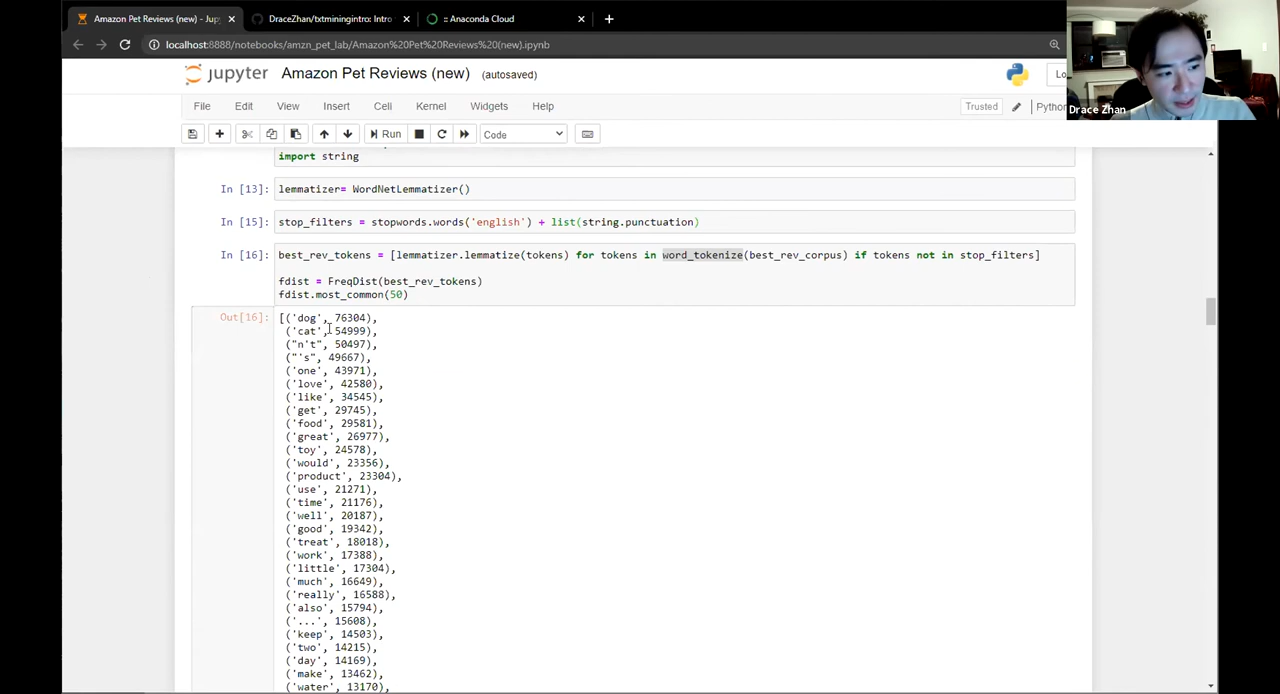 Amazon Pet Reviews (new) - Jup
DraceZhan/txtminingintro: Intro
:: Anaconda Cloud
localhost:8888/notebooks/amzn_pet_lab/Amazon%20Pet%20Reviews%20(new).ipynb
jupyter Amazon Pet Reviews (new) (autosaved)
Lo
Drace Zhan
File Edit View Insert Cell Kernel Widgets Help
Trusted
Python
Run
Code
import string
In [13]: lemmatizer= WordNetLemmatizer()
In [15]: stop_filters = stopwords.words('english') + list(string.punctuation)
In [16]: best_rev_tokens = [lemmatizer.lemmatize(tokens) for tokens in word_tokenize(best_rev_corpus) if tokens not in stop_filters]
fdist = FreqDist(best_rev_tokens)
fdist.most_common(50)
Out[16]: [('dog', 76304),
('cat', 54999),
("n't", 50497),
("'s", 49667),
('one', 43971),
('love', 42580),
('like', 34545),
('get', 29745),
('food', 29581),
('great', 26977),
('toy', 24578),
('would', 23356),
('product', 23304),
('use', 21271),
('time', 21176),
('well', 20187),
('good', 19342),
('treat', 18018),
('work', 17388),
('little', 17304),
('much', 16649),
('really', 16588),
('also', 15794),
('...', 15608),
('keep', 14503),
('two', 14215),
('day', 14169),
('make', 13462),
('water', 13170),